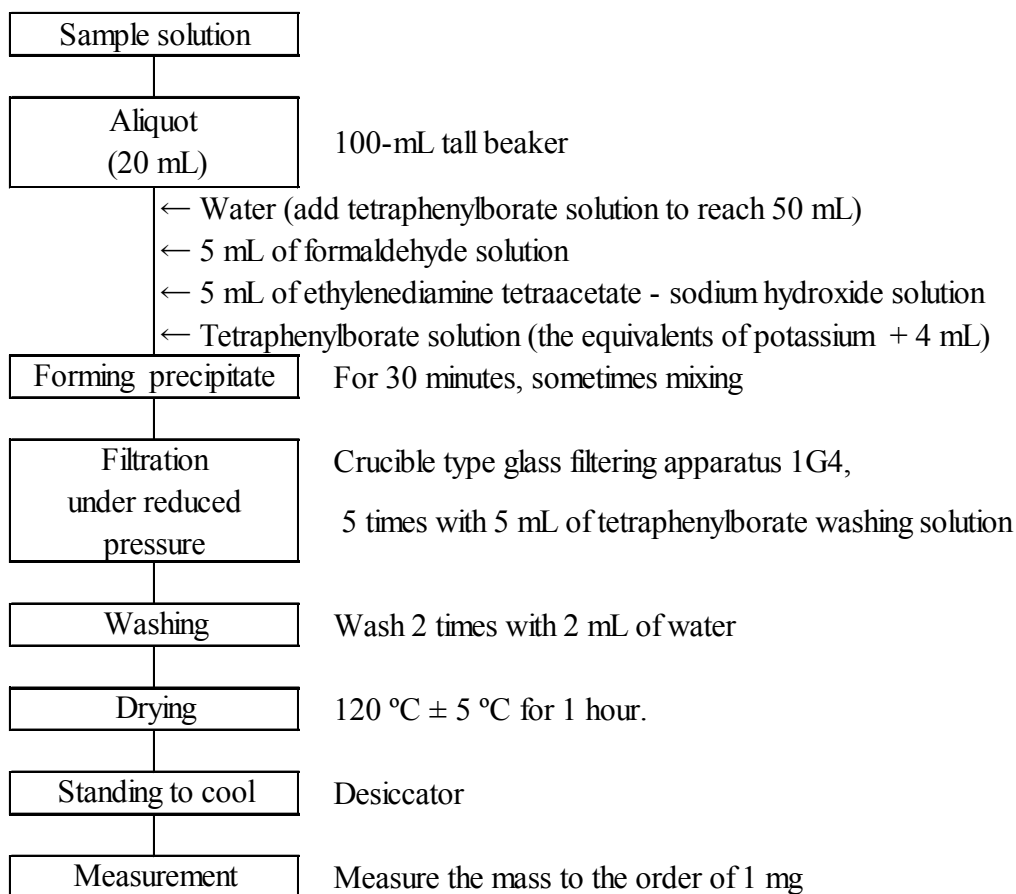 Sample solution
Aliquot
(20 mL)
100-mL tall beaker
← Water (add tetraphenylborate solution to reach 50 mL)
← 5 mL of formaldehyde solution
← 5 mL of ethylenediamine tetraacetate - sodium hydroxide solution
← Tetraphenylborate solution (the equivalents of potassium + 4 mL)
Forming precipitate
For 30 minutes, sometimes mixing
Filtration
under reduced
pressure
Crucible type glass filtering apparatus 1G4,
5 times with 5 mL of tetraphenylborate washing solution
Washing
Wash 2 times with 2 mL of water
Drying
120 ºC ± 5 ºC for 1 hour.
Standing to cool
Desiccator
Measurement
Measure the mass to the order of 1 mg